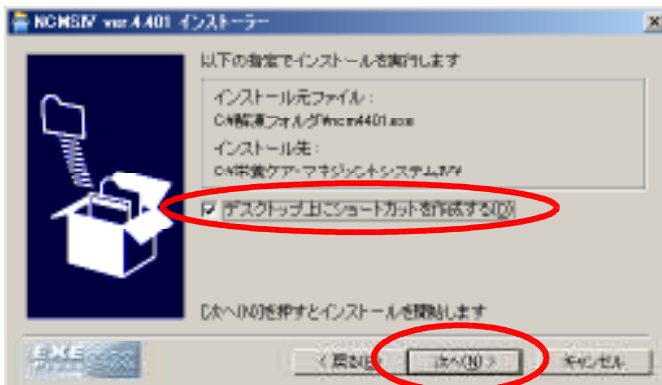 NCMSIV ver.4.401 インストーラー
以下の指定でインストールを実行します
インストール元ファイル：
C:¥解凍フォルダ¥ncm4401.exe
インストール先：
C:¥栄養ケア・マネジメントシステムIV¥
デスクトップ上にショートカットを作成する(D)
[次へ(N)]を押すとインストールを開始します
EXE
< 戻る(B) 次へ(N) > キャンセル